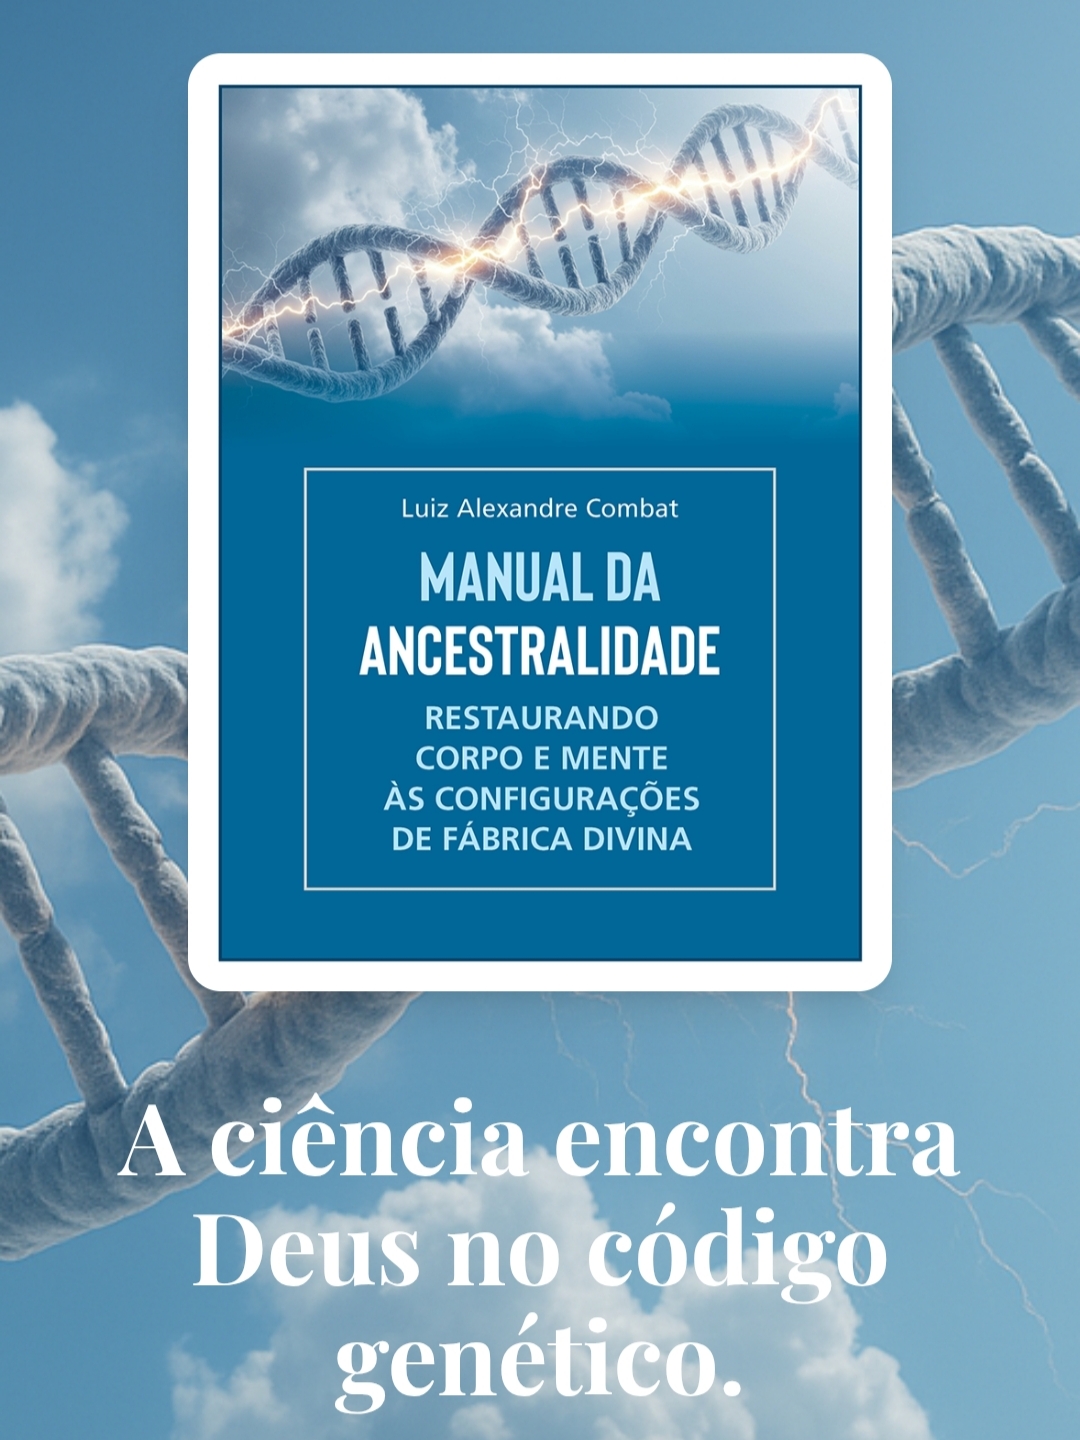 Luiz Alexandre Combat
MANUAL DA
ANCESTRALIDADE
RESTAURANDO
CORPO E MENTE
ÀS CONFIGURAÇÕES
DE FÁBRICA DIVINA
A ciência encontra
Deus no código
genético.